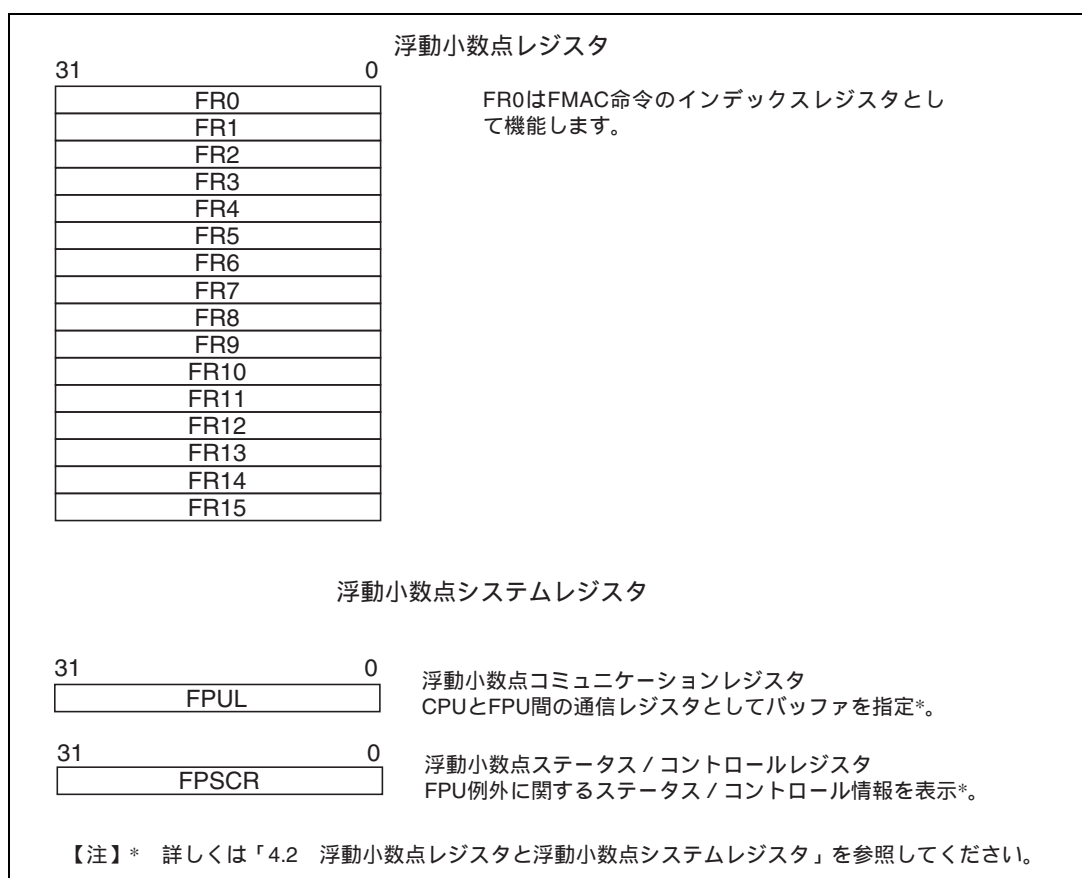 浮動小数点レジスタ
31 0
FR0
FR1
FR2
FR3
FR4
FR5
FR6
FR7
FR8
FR9
FR10
FR11
FR12
FR13
FR14
FR15
FR0はFMAC命令のインデックスレジスタとし
て機能します。
浮動小数点システムレジスタ
31 0
FPUL
浮動小数点コミュニケーションレジスタ
CPUとFPU間の通信レジスタとしてバッファを指定*。
31 0
FPSCR
浮動小数点ステータス / コントロールレジスタ
FPU例外に関するステータス / コントロール情報を表示*。
【注】* 詳しくは「4.2 浮動小数点レジスタと浮動小数点システムレジスタ」を参照してください。